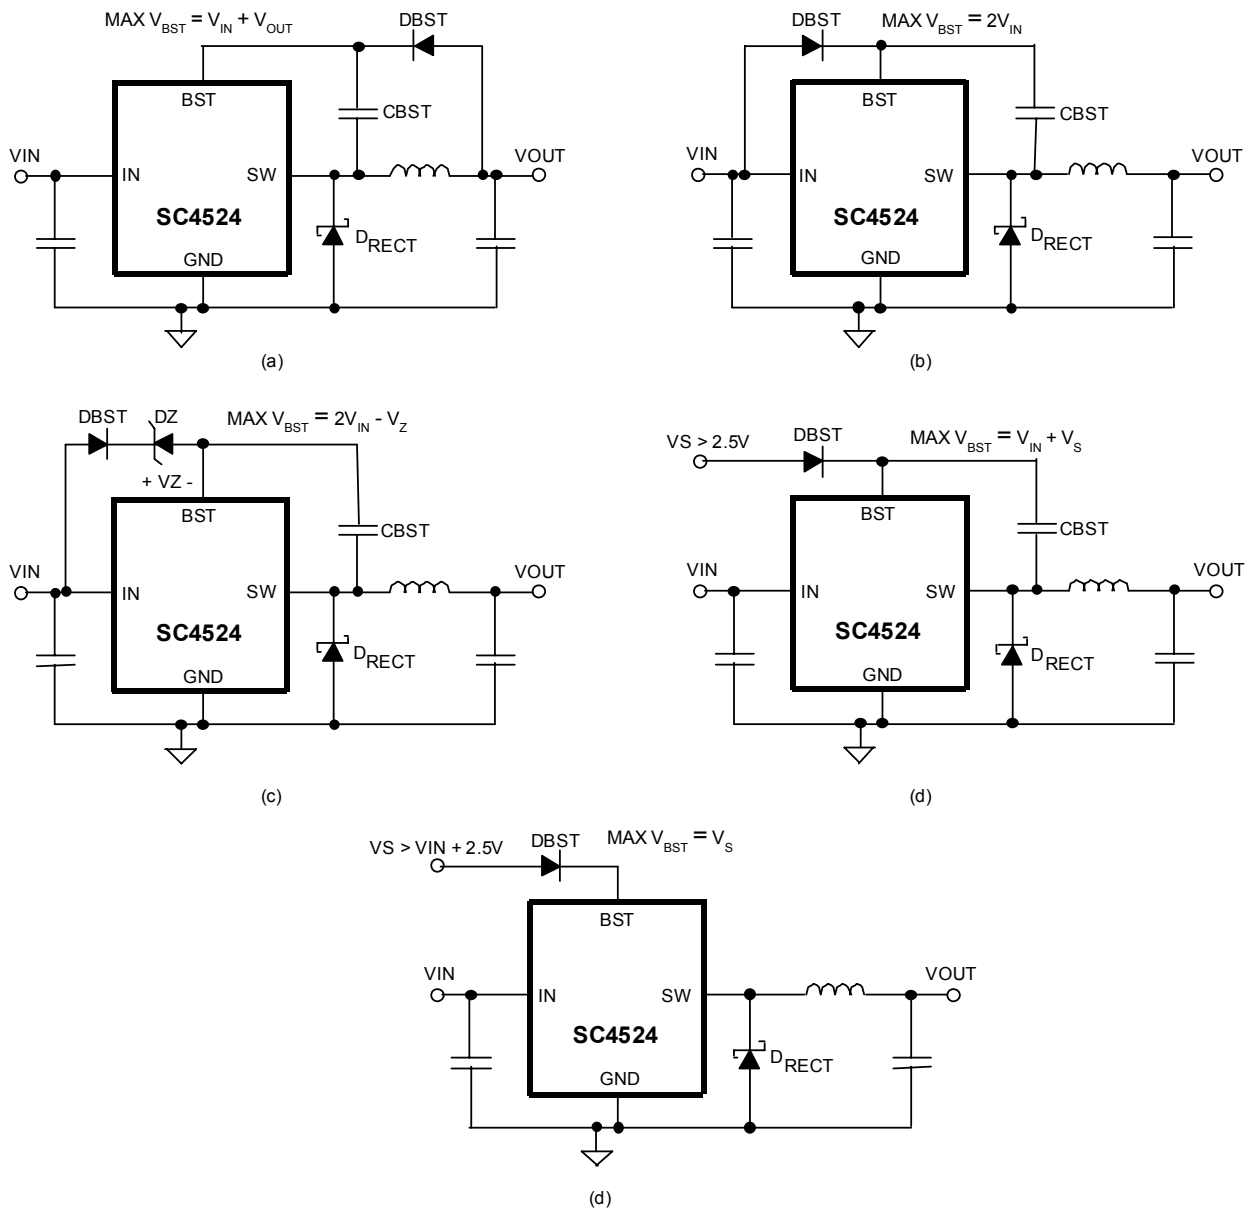 MAX VBST = VIN + VOUT
DBST
BST
CBST
VIN
VOUT
IN
SW
SC4524
DRECT
GND
(a)
DBST
MAX VBST = 2VIN
BST
CBST
VIN
VOUT
IN
SW
SC4524
DRECT
GND
(b)
DBST
DZ
MAX VBST = 2VIN - VZ
+ VZ -
BST
CBST
VIN
VOUT
IN
SW
SC4524
DRECT
GND
(c)
VS > 2.5V
DBST
MAX VBST = VIN + VS
BST
CBST
VIN
VOUT
IN
SW
SC4524
DRECT
GND
(d)
VS > VIN + 2.5V
DBST
MAX VBST = VS
BST
VIN
VOUT
IN
SW
SC4524
DRECT
GND
(d)